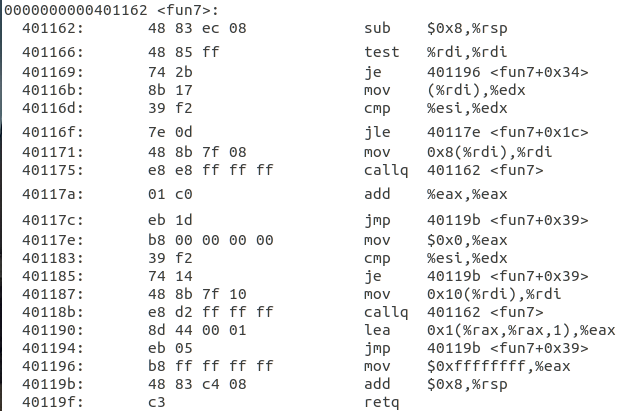 0000000000401162 <fun7>:
401162: 48 83 ec 08 sub $0x8,%rsp
401166: 48 85 ff test %rdi,%rdi
401169: 74 2b je 401196 <fun7+0x34>
40116b: 8b 17 mov (%rdi),%edx
40116d: 39 f2 cmp %esi,%edx
40116f: 7e 0d jle 40117e <fun7+0x1c>
401171: 48 8b 7f 08 mov 0x8(%rdi),%rdi
401175: e8 e8 ff ff ff callq 401162 <fun7>
40117a: 01 c0 add %eax,%eax
40117c: eb 1d jmp 40119b <fun7+0x39>
40117e: b8 00 00 00 00 mov $0x0,%eax
401183: 39 f2 cmp %esi,%edx
401185: 74 14 je 40119b <fun7+0x39>
401187: 48 8b 7f 10 mov 0x10(%rdi),%rdi
40118b: e8 d2 ff ff ff callq 401162 <fun7>
401190: 8d 44 00 01 lea 0x1(%rax,%rax,1),%eax
401194: eb 05 jmp 40119b <fun7+0x39>
401196: b8 ff ff ff ff mov $0xffffffff,%eax
40119b: 48 83 c4 08 add $0x8,%rsp
40119f: c3 retq